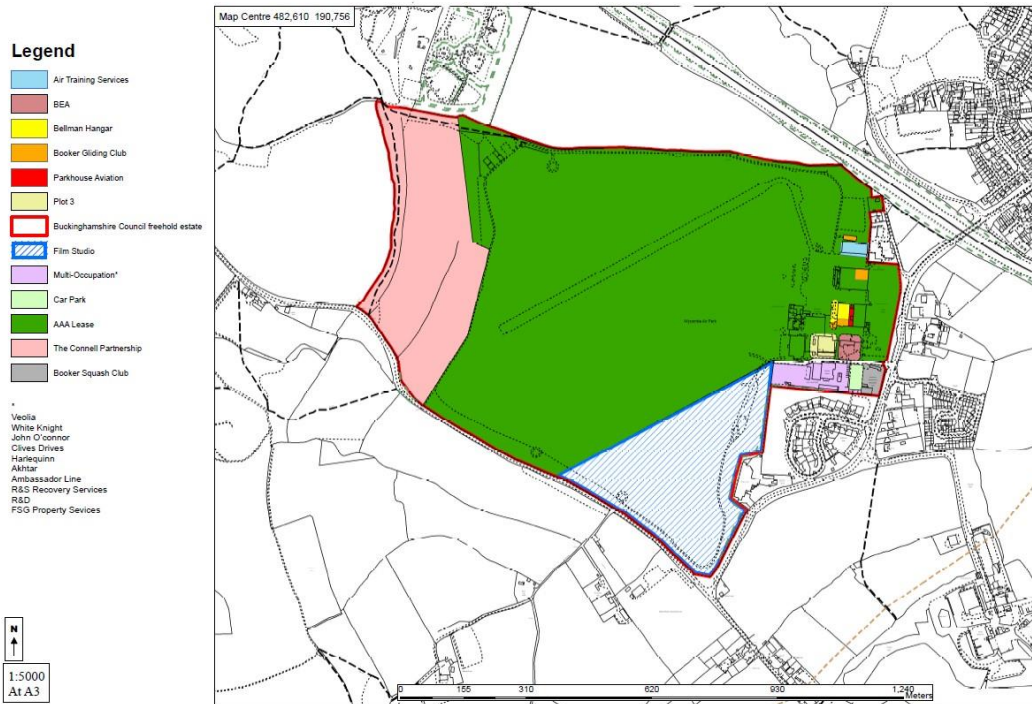 Map Centre 482,610 190,756
Legend
Air Training Services
BEA
Bellman Hangar
Booker Gliding Club
Parkhouse Aviation
Plot 3
Buckinghamshire Council freehold estate
Film Studio
Multi-Occupation*
Car Park
AAA Lease
The Connell Partnership
Booker Squash Club
*
Veolia
White Knight
John O'connor
Clives Drives
Harlequinn
Akhtar
Ambassador Line
R&S Recovery Services
R&D
FSG Property Sevices
N
1:5000
At A3
0 155 310 620 930 1,240
Meters